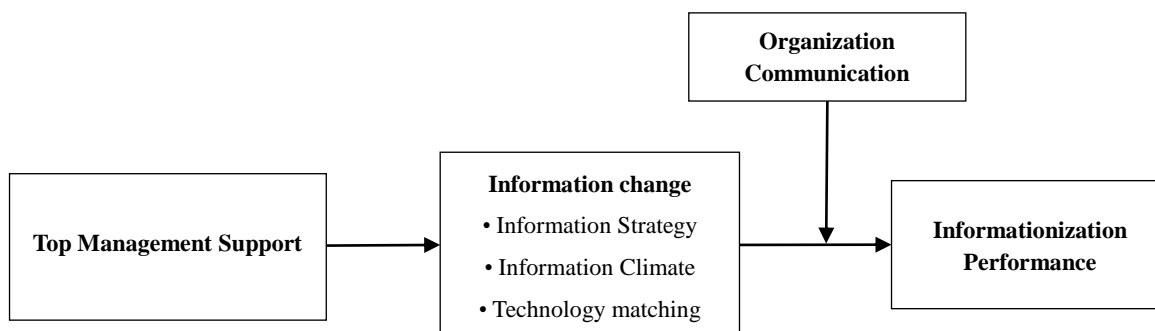 Organization
Communication
Top Management Support
Information change
• Information Strategy
• Information Climate
• Technology matching
Informationization
Performance